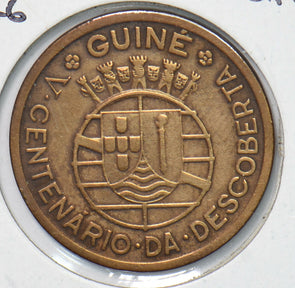 GUINÉ
V · CENTENÁRIO · DA · DESCOBERTA